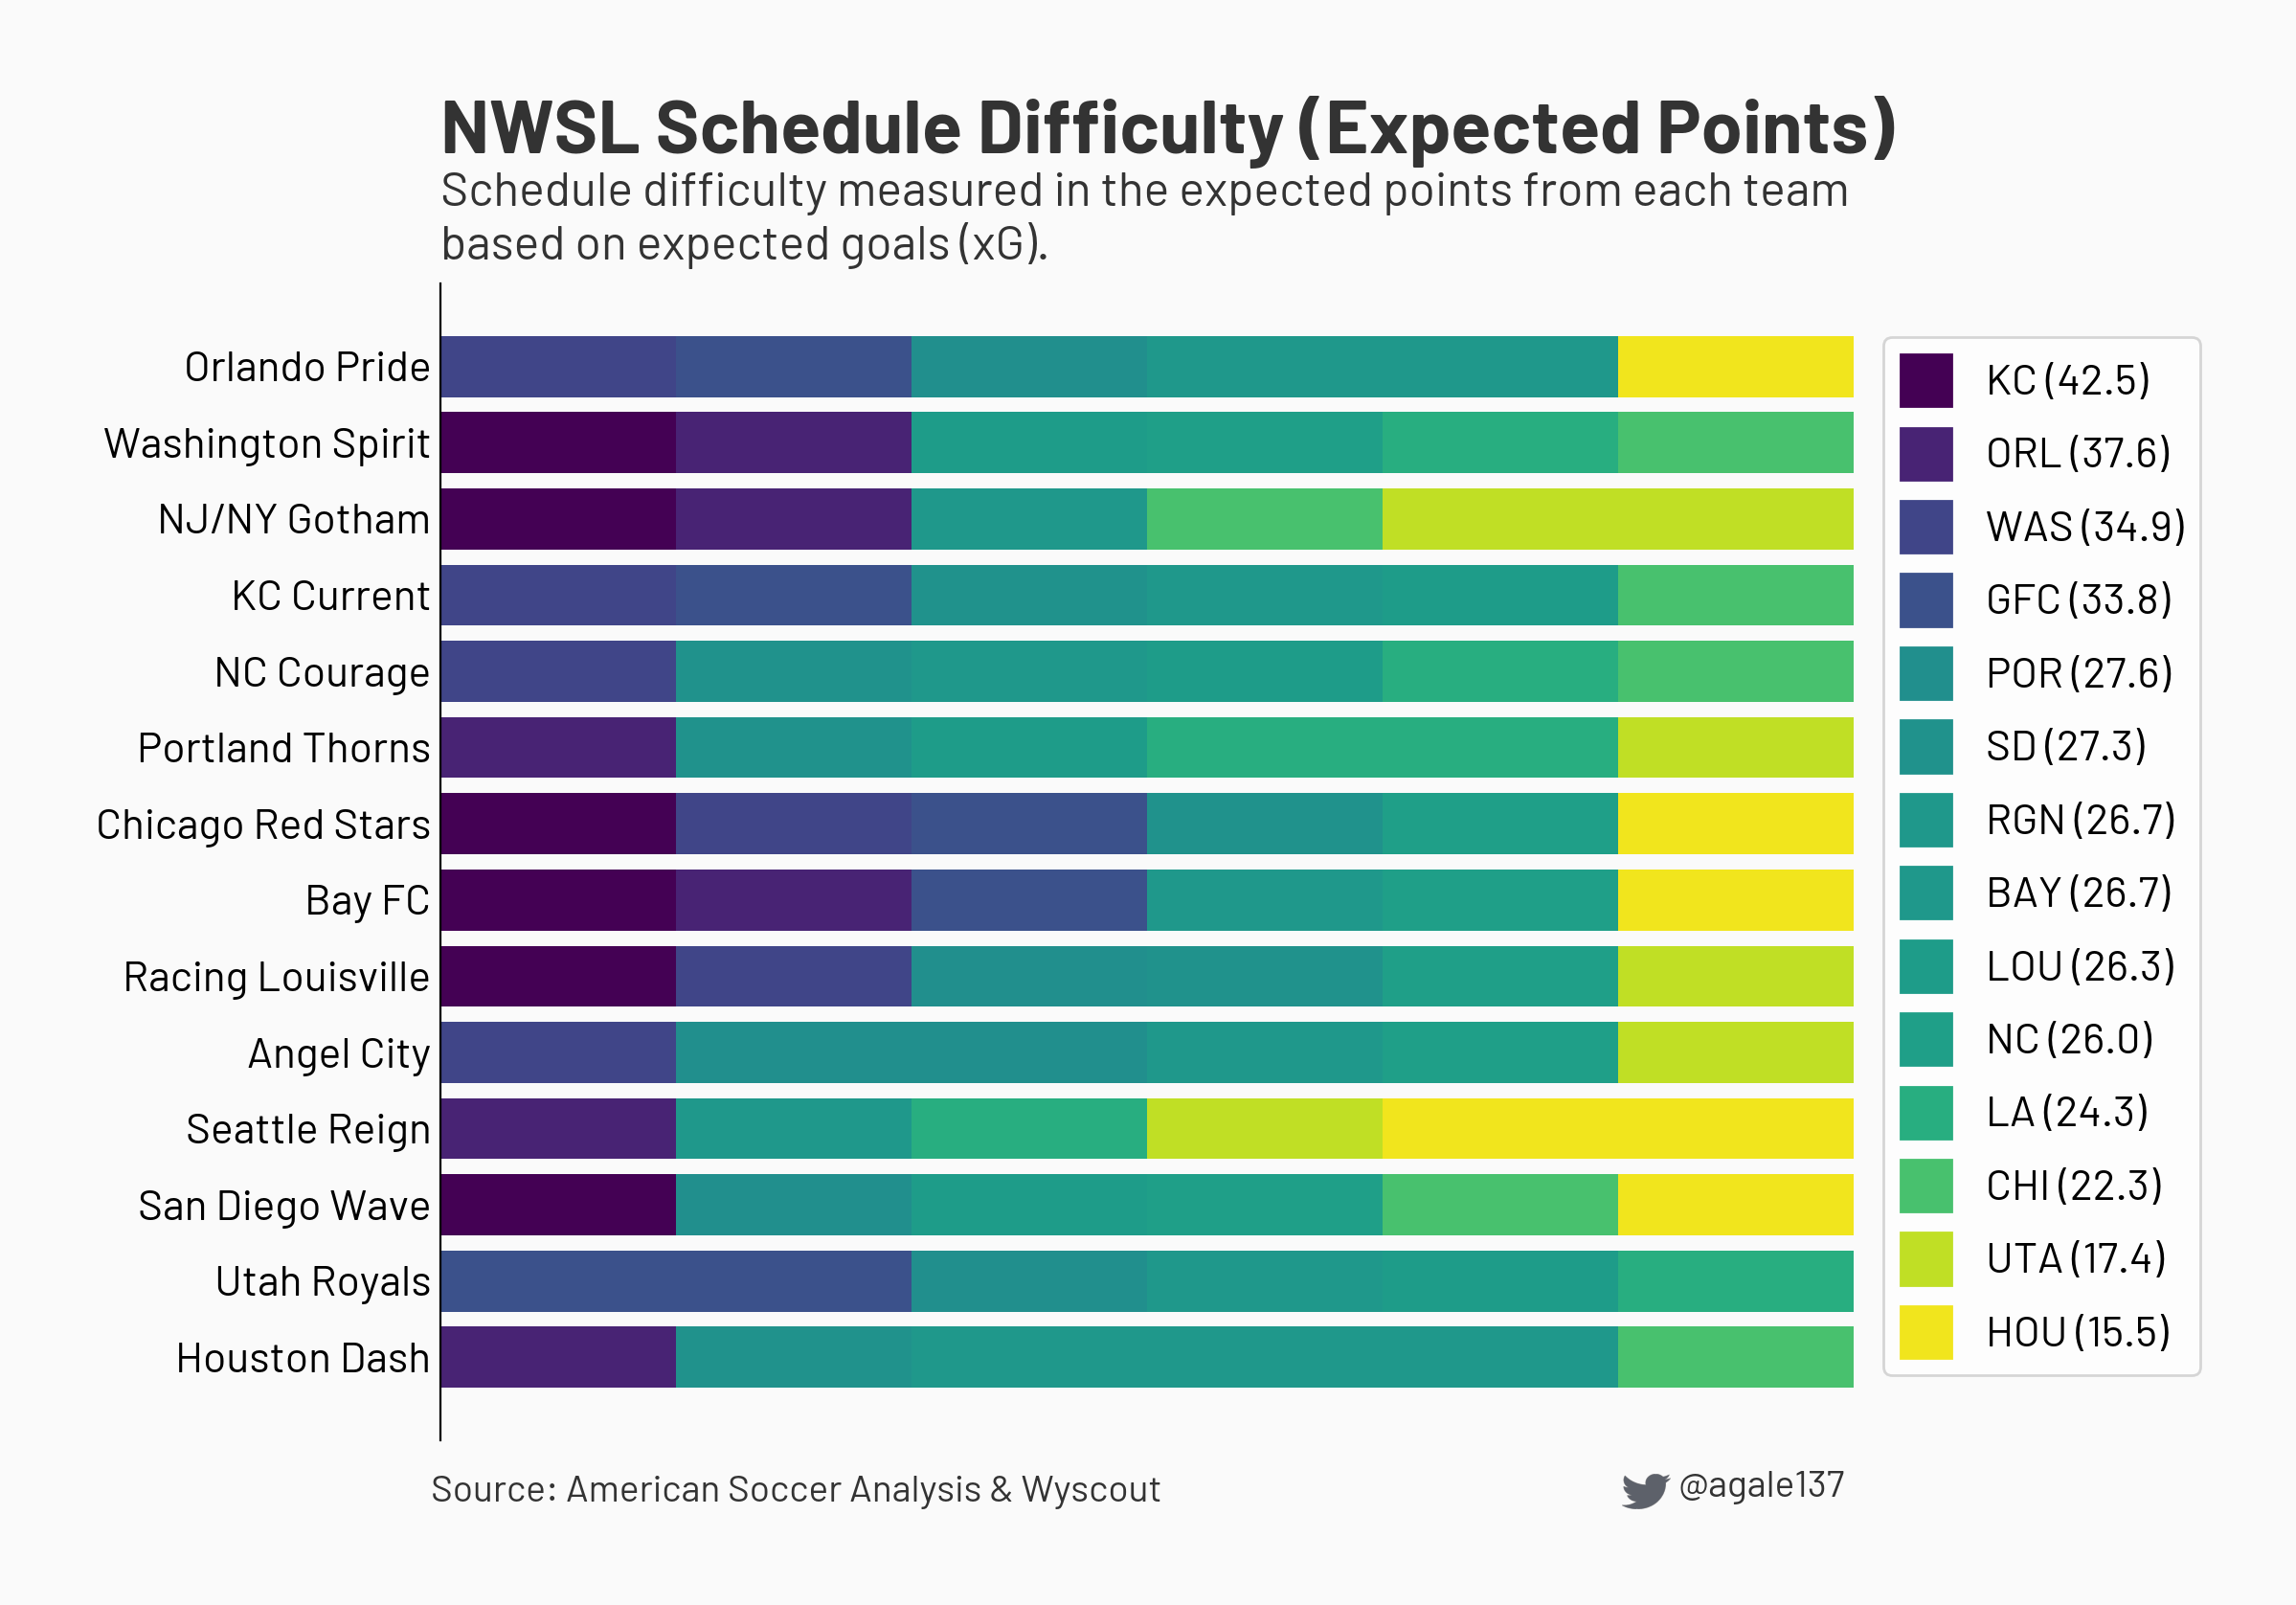 NWSL Schedule Difficulty (Expected Points)
Schedule difficulty measured in the expected points from each team
based on expected goals (xG).
Orlando Pride
Washington Spirit
NJ/NY Gotham
KC Current
NC Courage
Portland Thorns
Chicago Red Stars
Bay FC
Racing Louisville
Angel City
Seattle Reign
San Diego Wave
Utah Royals
Houston Dash
KC (42.5)
ORL (37.6)
WAS (34.9)
GFC (33.8)
POR (27.6)
SD (27.3)
RGN (26.7)
BAY (26.7)
LOU (26.3)
NC (26.0)
LA (24.3)
CHI (22.3)
UTA (17.4)
HOU (15.5)
Source: American Soccer Analysis & Wyscout
@agale137